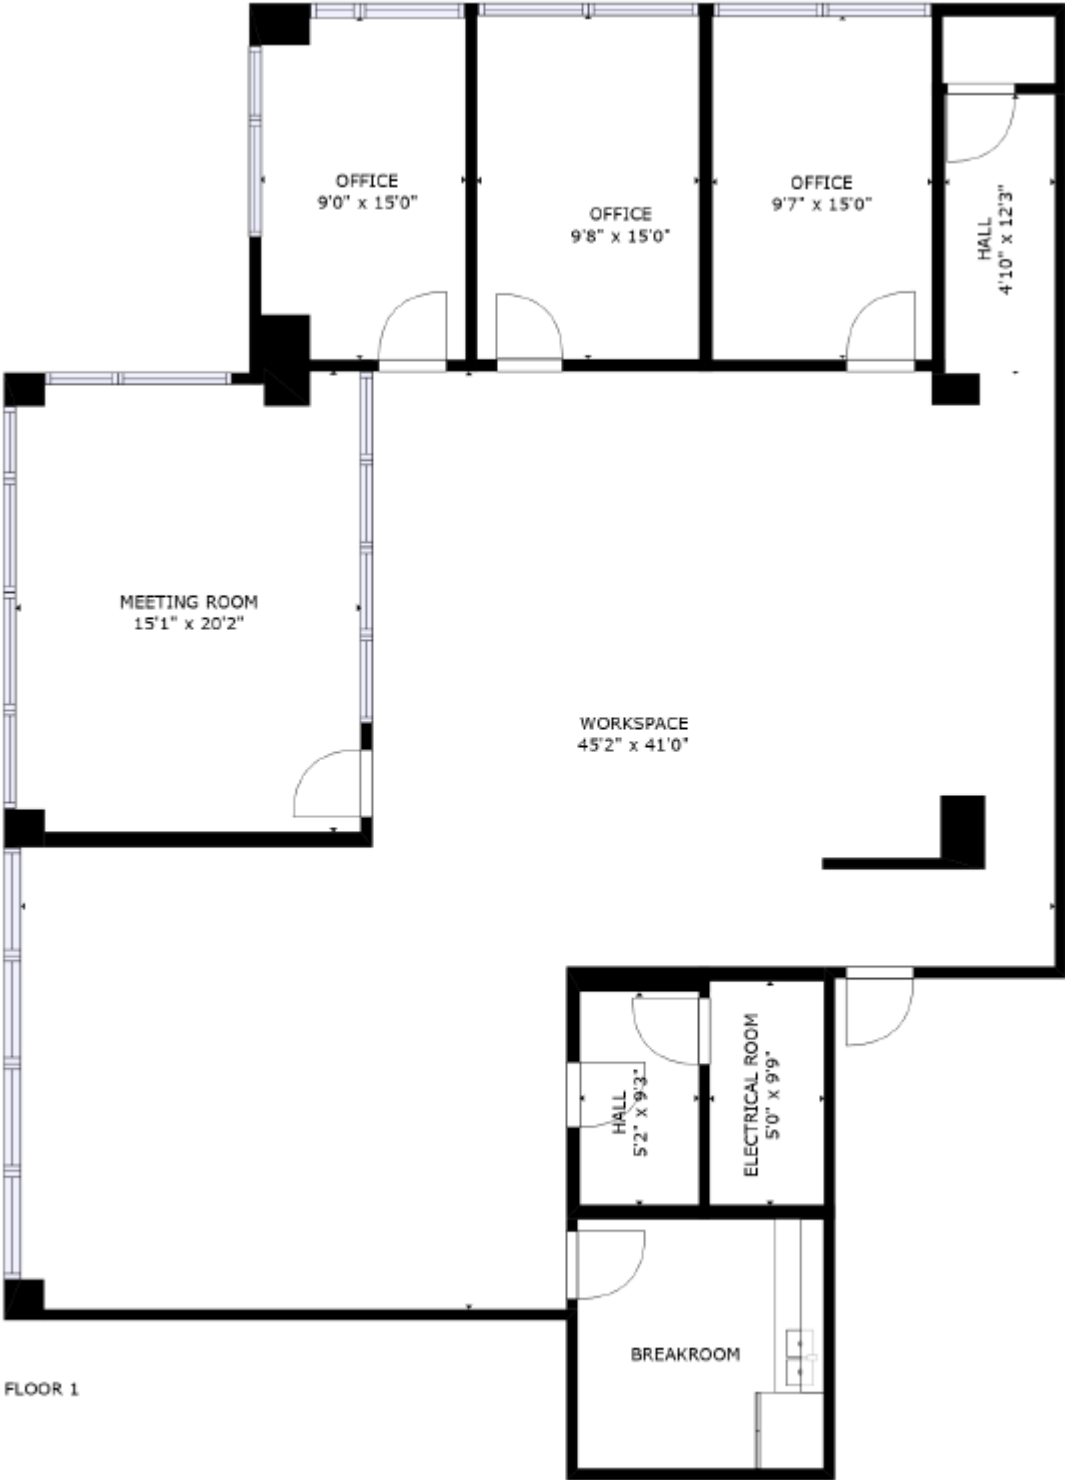 OFFICE
9'0" x 15'0"
OFFICE
9'8" x 15'0"
OFFICE
9'7" x 15'0"
HALL
4'10" x 12'3"
MEETING ROOM
15'1" x 20'2"
WORKSPACE
45'2" x 41'0"
HALL
5'2" x 9'3"
ELECTRICAL ROOM
5'0" x 9'9"
BREAKROOM
FLOOR 1